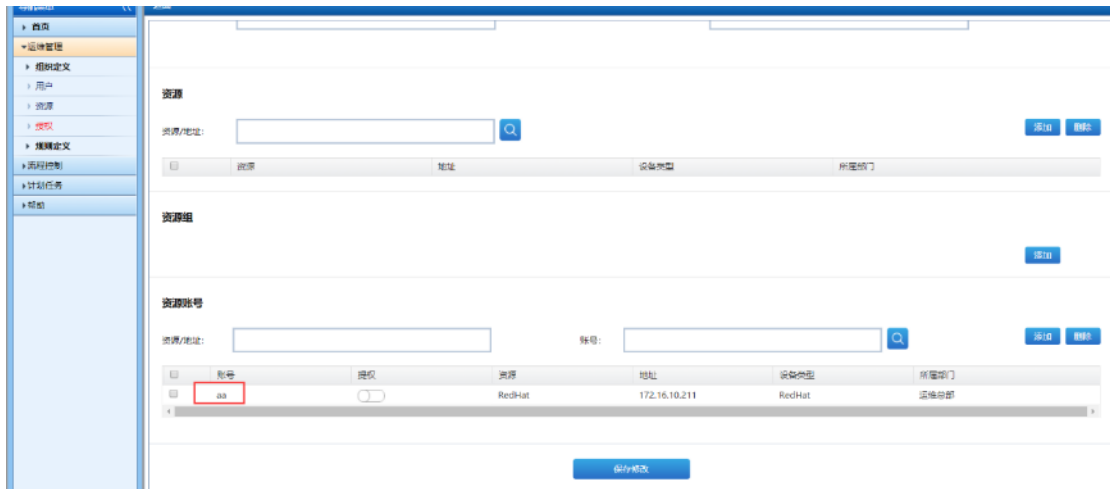 首页
运维管理
组织定义
用户
资源
授权
规则定义
流程控制
计划任务
帮助
资源
资源/地址:
添加 删除
资源 地址 设备类型 所属部门
资源组
添加
资源账号
资源/地址: 账号: 添加 删除
账号 提权 资源 地址 设备类型 所属部门
aa RedHat 172.16.10.211 RedHat 运维总部
保存修改